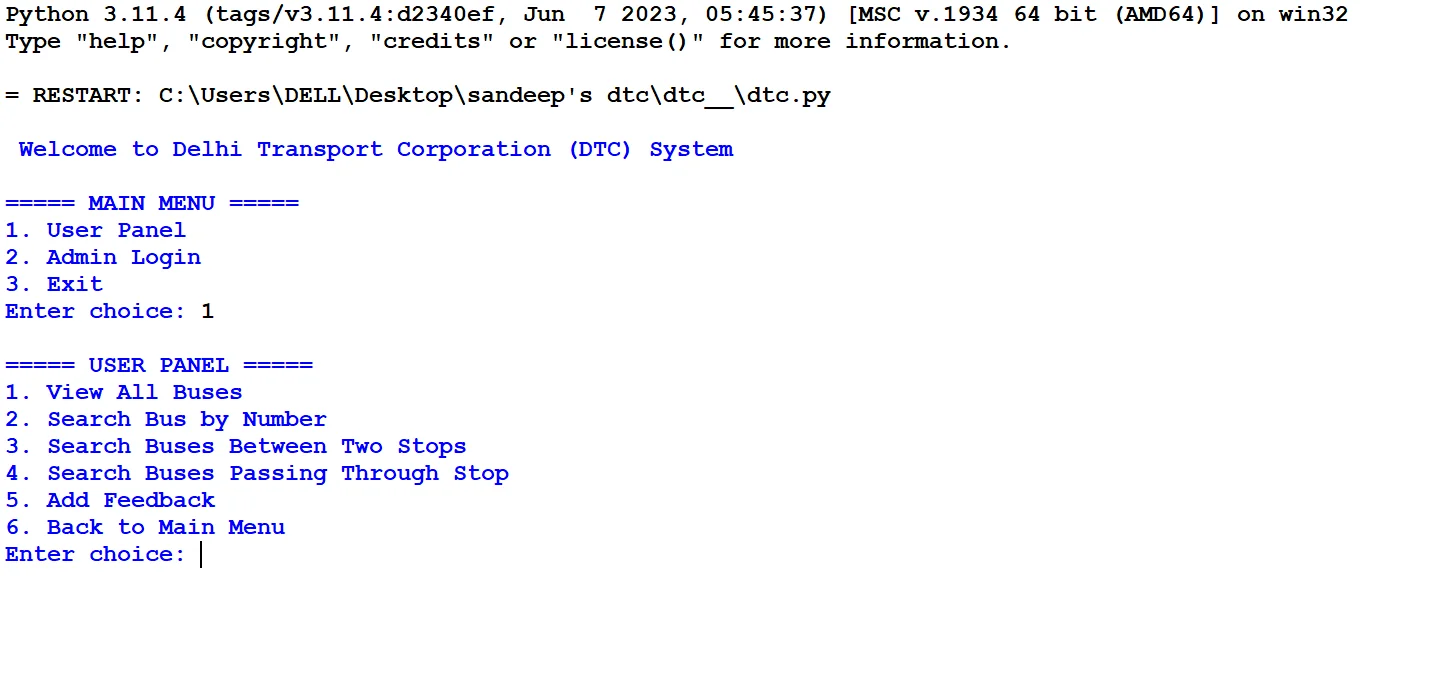 Python 3.11.4 (tags/v3.11.4:d2340ef, Jun  7 2023, 05:45:37) [MSC v.1934 64 bit (AMD64)] on win32
Type "help", "copyright", "credits" or "license()" for more information.
= RESTART: C:\Users\DELL\Desktop\sandeep's dtc\dtc__\dtc.py
Welcome to Delhi Transport Corporation (DTC) System
===== MAIN MENU =====
1. User Panel
2. Admin Login
3. Exit
Enter choice: 1
===== USER PANEL =====
1. View All Buses
2. Search Bus by Number
3. Search Buses Between Two Stops
4. Search Buses Passing Through Stop
5. Add Feedback
6. Back to Main Menu
Enter choice: